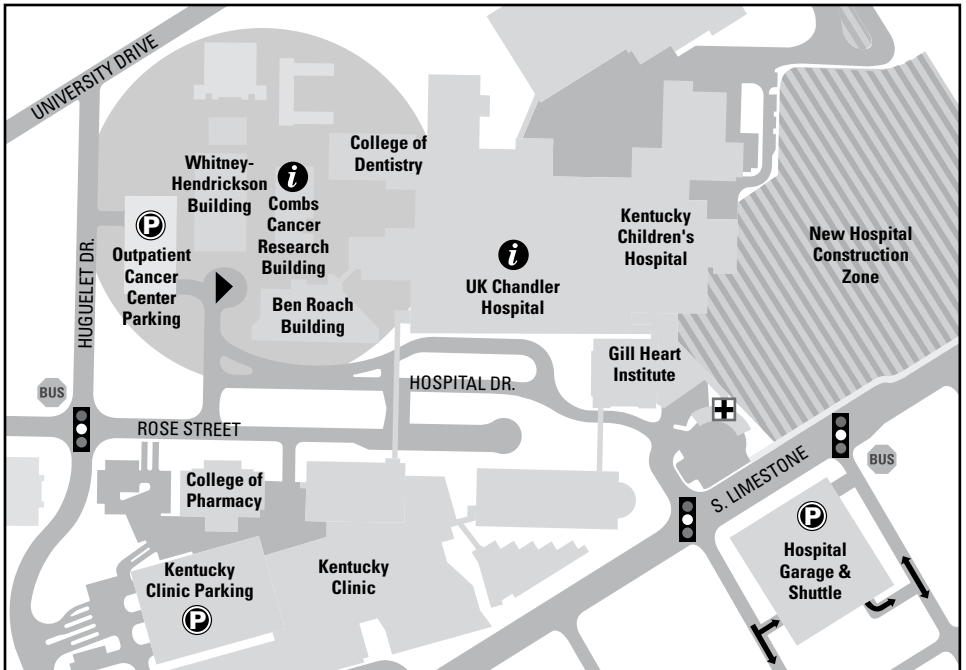 UNIVERSITY DRIVE
College of
Dentistry
Whitney-
Hendrickson
Building
i
Combs
Cancer
Research
Building
P
Outpatient
Cancer
Center
Parking
Ben Roach
Building
i
UK Chandler
Hospital
Kentucky
Children's
Hospital
New Hospital
Construction
Zone
HUGUELET DR.
Gill Heart
Institute
HOSPITAL DR.
BUS
ROSE STREET
S. LIMESTONE
BUS
College of
Pharmacy
Kentucky
Clinic Parking
P
Kentucky
Clinic
P
Hospital
Garage &
Shuttle